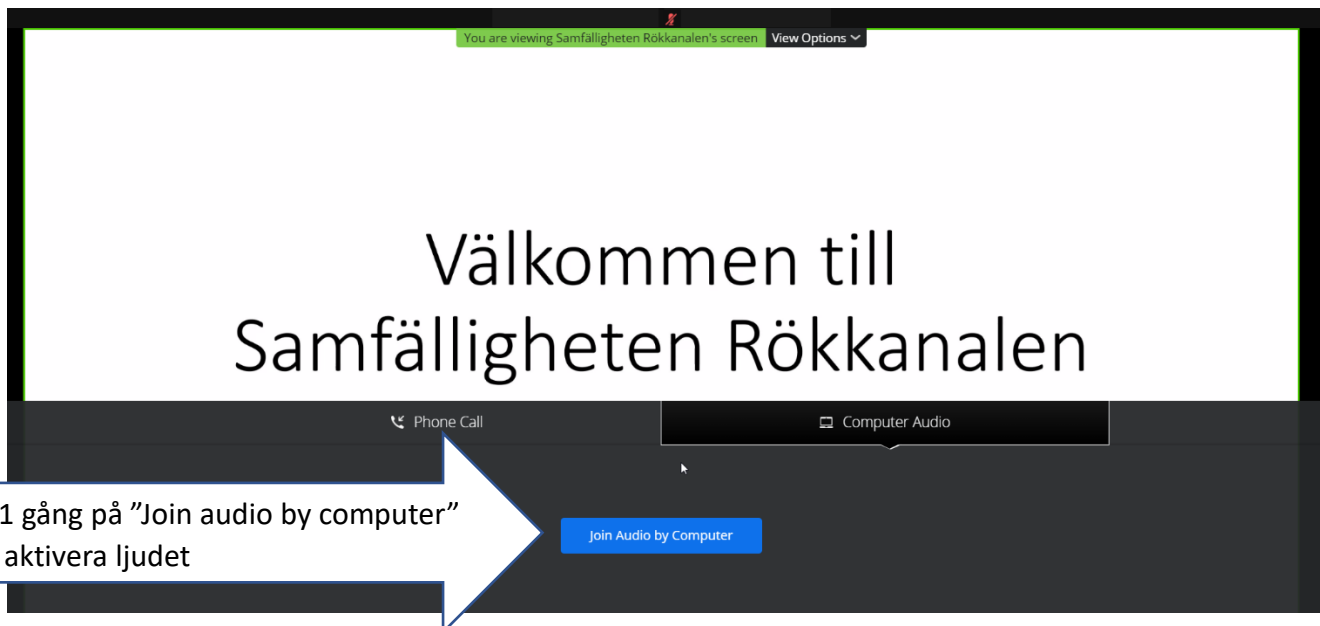 You are viewing Samfälligheten Rökkanalen's screen View Options
Välkommen till
Samfälligheten Rökkanalen
Phone Call
Computer Audio
1 gång på ”Join audio by computer”
aktivera ljudet
Join Audio by Computer